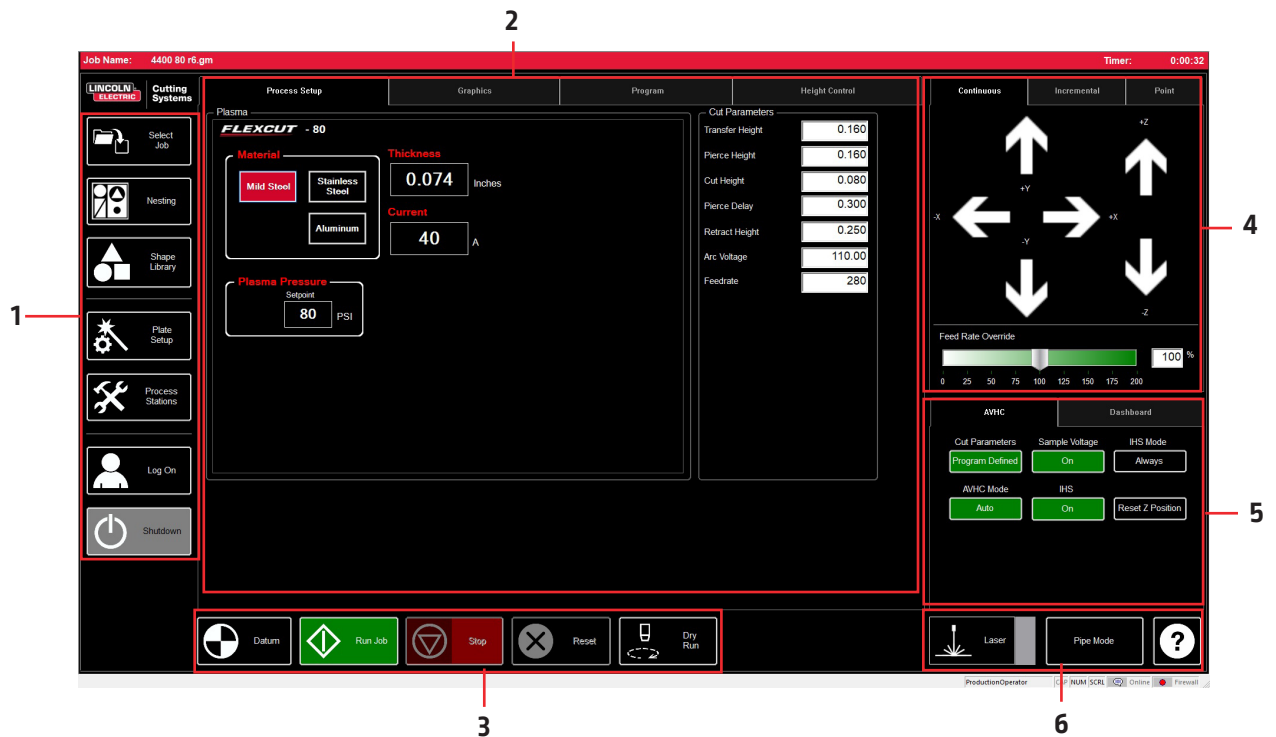 2
Job Name: 4400 80 r6.gm Timer: 0:00:32
LINCOLN ELECTRIC Cutting Systems
Process Setup Graphics Program Height Control
Continuous Incremental Point
1
Select Job
Nesting
Shape Library
Plate Setup
Process Stations
Log On
Shutdown
Plasma
FLEXCUT - 80
Material
Mild Steel
Stainless Steel
Aluminum
Thickness
0.074 Inches
Current
40 A
Plasma Pressure
Setpoint
80 PSI
Cut Parameters
Transfer Height 0.160
Pierce Height 0.160
Cut Height 0.080
Pierce Delay 0.300
Retract Height 0.250
Arc Voltage 110.00
Feedrate 280
+Z
+Y
-X +X
-Y
-Z
4
Feed Rate Override
100 %
0 25 50 75 100 125 150 175 200
AVHC Dashboard
Cut Parameters Sample Voltage IHS Mode
Program Defined On Always
AVHC Mode IHS
Auto On Reset Z Position
5
Datum
Run Job
Stop
Reset
Dry Run
Laser
Pipe Mode
?
ProductionOperator NUM SCRL Online Firewall
3
6